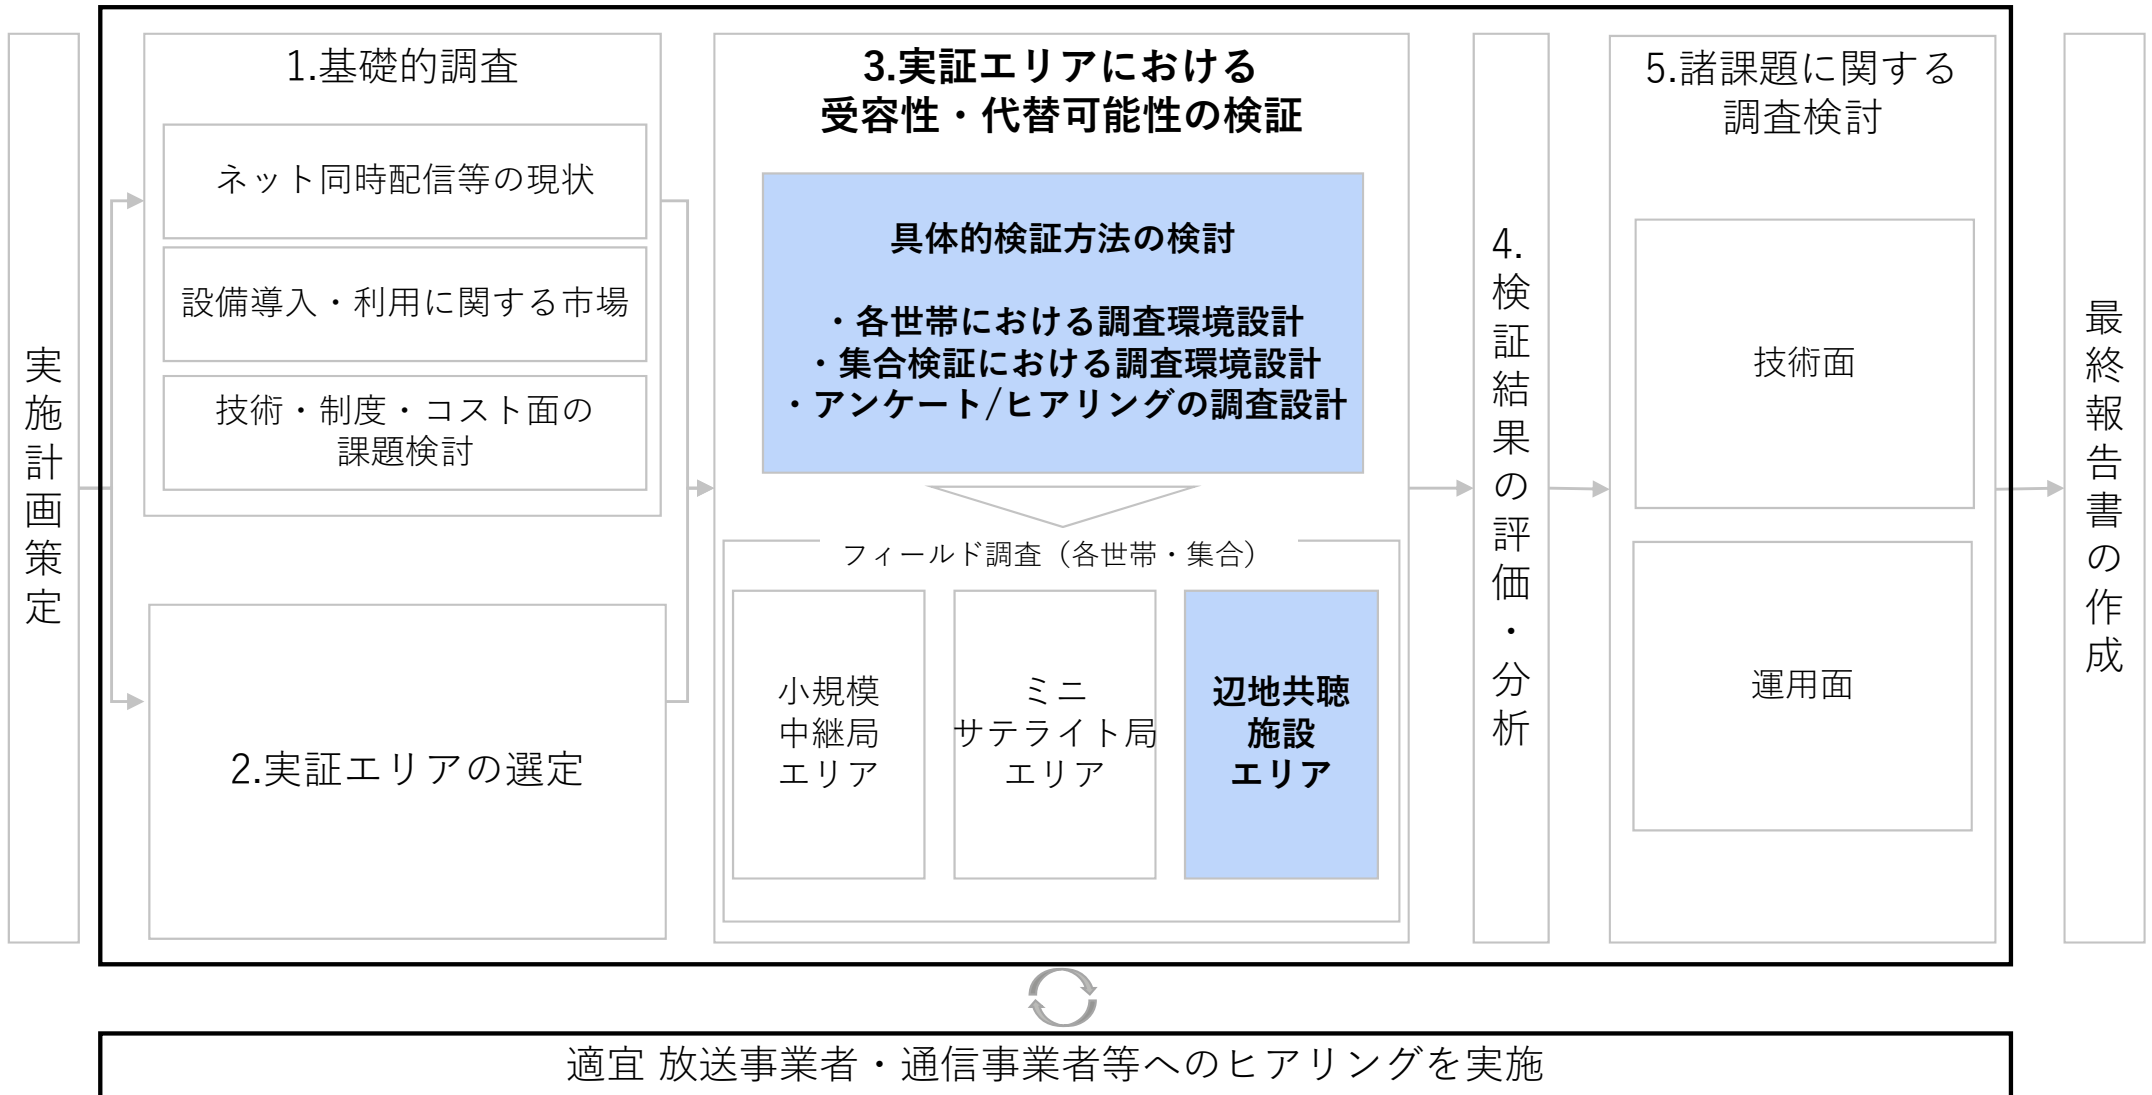 実施計画策定
1.基礎的調査
ネット同時配信等の現状
設備導入・利用に関する市場
技術・制度・コスト面の
課題検討
2.実証エリアの選定
3.実証エリアにおける
受容性・代替可能性の検証
具体的検証方法の検討
・各世帯における調査環境設計
・集合検証における調査環境設計
・アンケート/ヒアリングの調査設計
フィールド調査（各世帯・集合）
小規模
中継局
エリア
ミニ
サテライト局
エリア
辺地共聴
施設
エリア
4.検証結果の評価・分析
5.諸課題に関する
調査検討
技術面
運用面
最終報告書の作成
適宜 放送事業者・通信事業者等へのヒアリングを実施